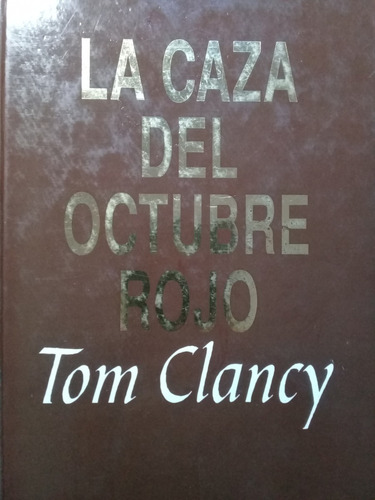 LA CAZA
DEL
OCTUBRE
ROJO
Tom Clancy